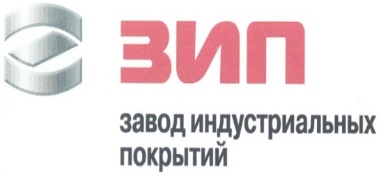 ЗИП
завод индустриальных
покрытий